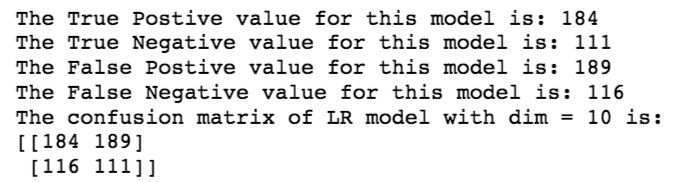 The True Postive value for this model is: 184
The True Negative value for this model is: 111
The False Postive value for this model is: 189
The False Negative value for this model is: 116
The confusion matrix of LR model with dim = 10 is:
[[184 189]
 [116 111]]